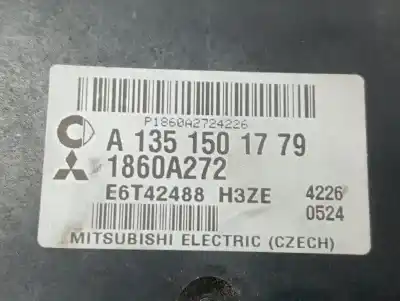 P1860A2724226
A 135 150 17 79
1860A272
E6T42488 H3ZE 4226
0524
MITSUBISHI ELECTRIC (CZECH)